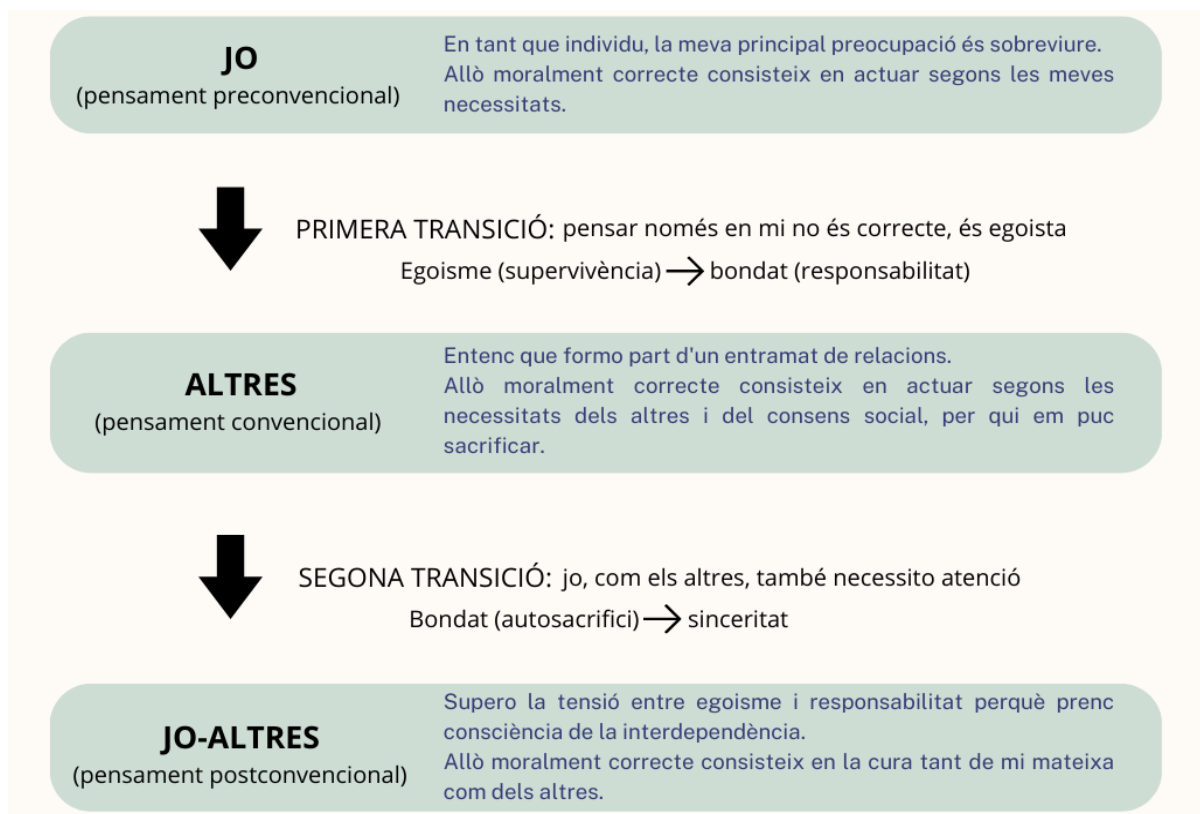 JO
(pensament preconvencional)
En tant que individu, la meva principal preocupació és sobreviure.
Allò moralment correcte consisteix en actuar segons les meves
necessitats.
PRIMERA TRANSICIÓ: pensar només en mi no és correcte, és egoista
Egoisme (supervivència) → bondat (responsabilitat)
ALTRES
(pensament convencional)
Entenc que formo part d'un entramat de relacions.
Allò moralment correcte consisteix en actuar segons les
necessitats dels altres i del consens social, per qui em puc
sacrificar.
SEGONA TRANSICIÓ: jo, com els altres, també necessito atenció
Bondat (autosacrifici) → sinceritat
JO-ALTRES
(pensament postconvencional)
Supero la tensió entre egoisme i responsabilitat perquè prenc
consciència de la interdependència.
Allò moralment correcte consisteix en la cura tant de mi mateixa
com dels altres.